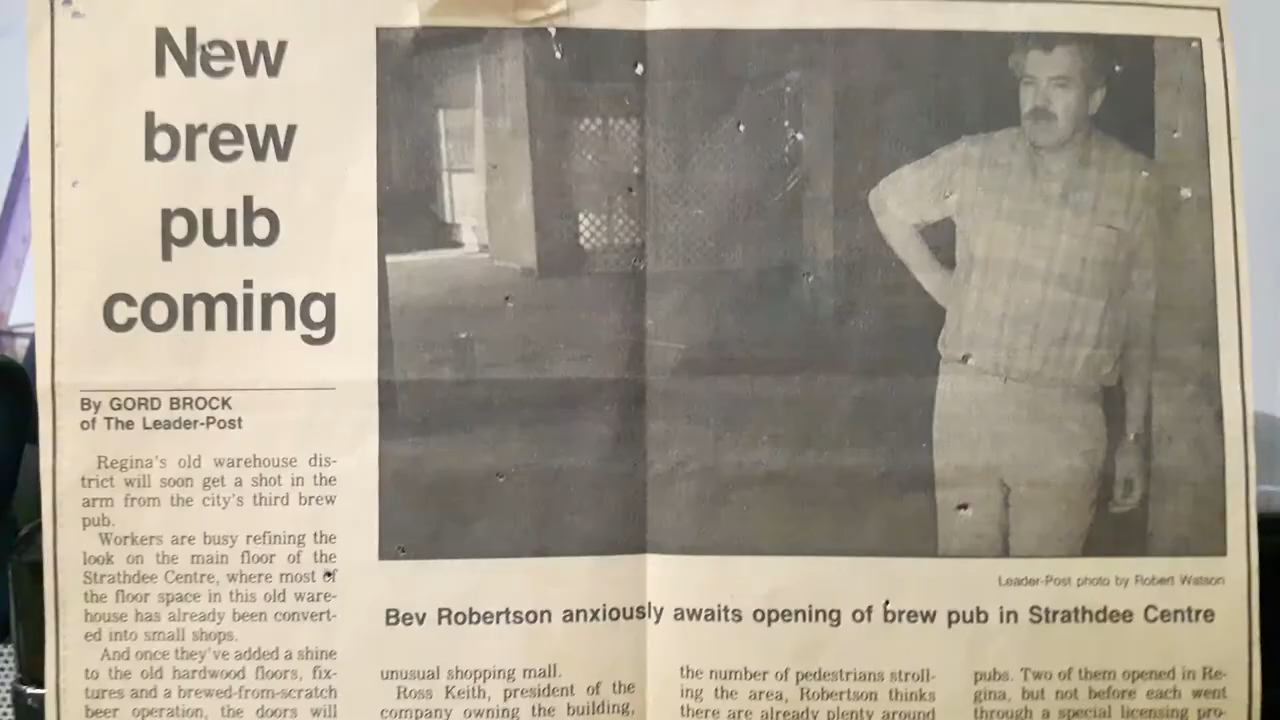 New
brew
pub
coming
By GORD BROCK
of The Leader-Post
Regina's old warehouse dis-
trict will soon get a shot in the
arm from the city's third brew
pub.
Workers are busy refining the
look on the main floor of the
Strathdee Centre, where most of
the floor space in this old ware-
house has already been convert-
ed into small shops.
And once they've added a shine
to the old hardwood floors, fix-
tures and a brewed-from-scratch
beer operation, the doors will
Leader-Post photo by Robert Watson
Bev Robertson anxiously awaits opening of brew pub in Strathdee Centre
unusual shopping mall.
Ross Keith, president of the
company owning the building,
the number of pedestrians stroll-
ing the area, Robertson thinks
there are already plenty around
pubs. Two of them opened in Re-
gina, but not before each went
through a special licensing pro-